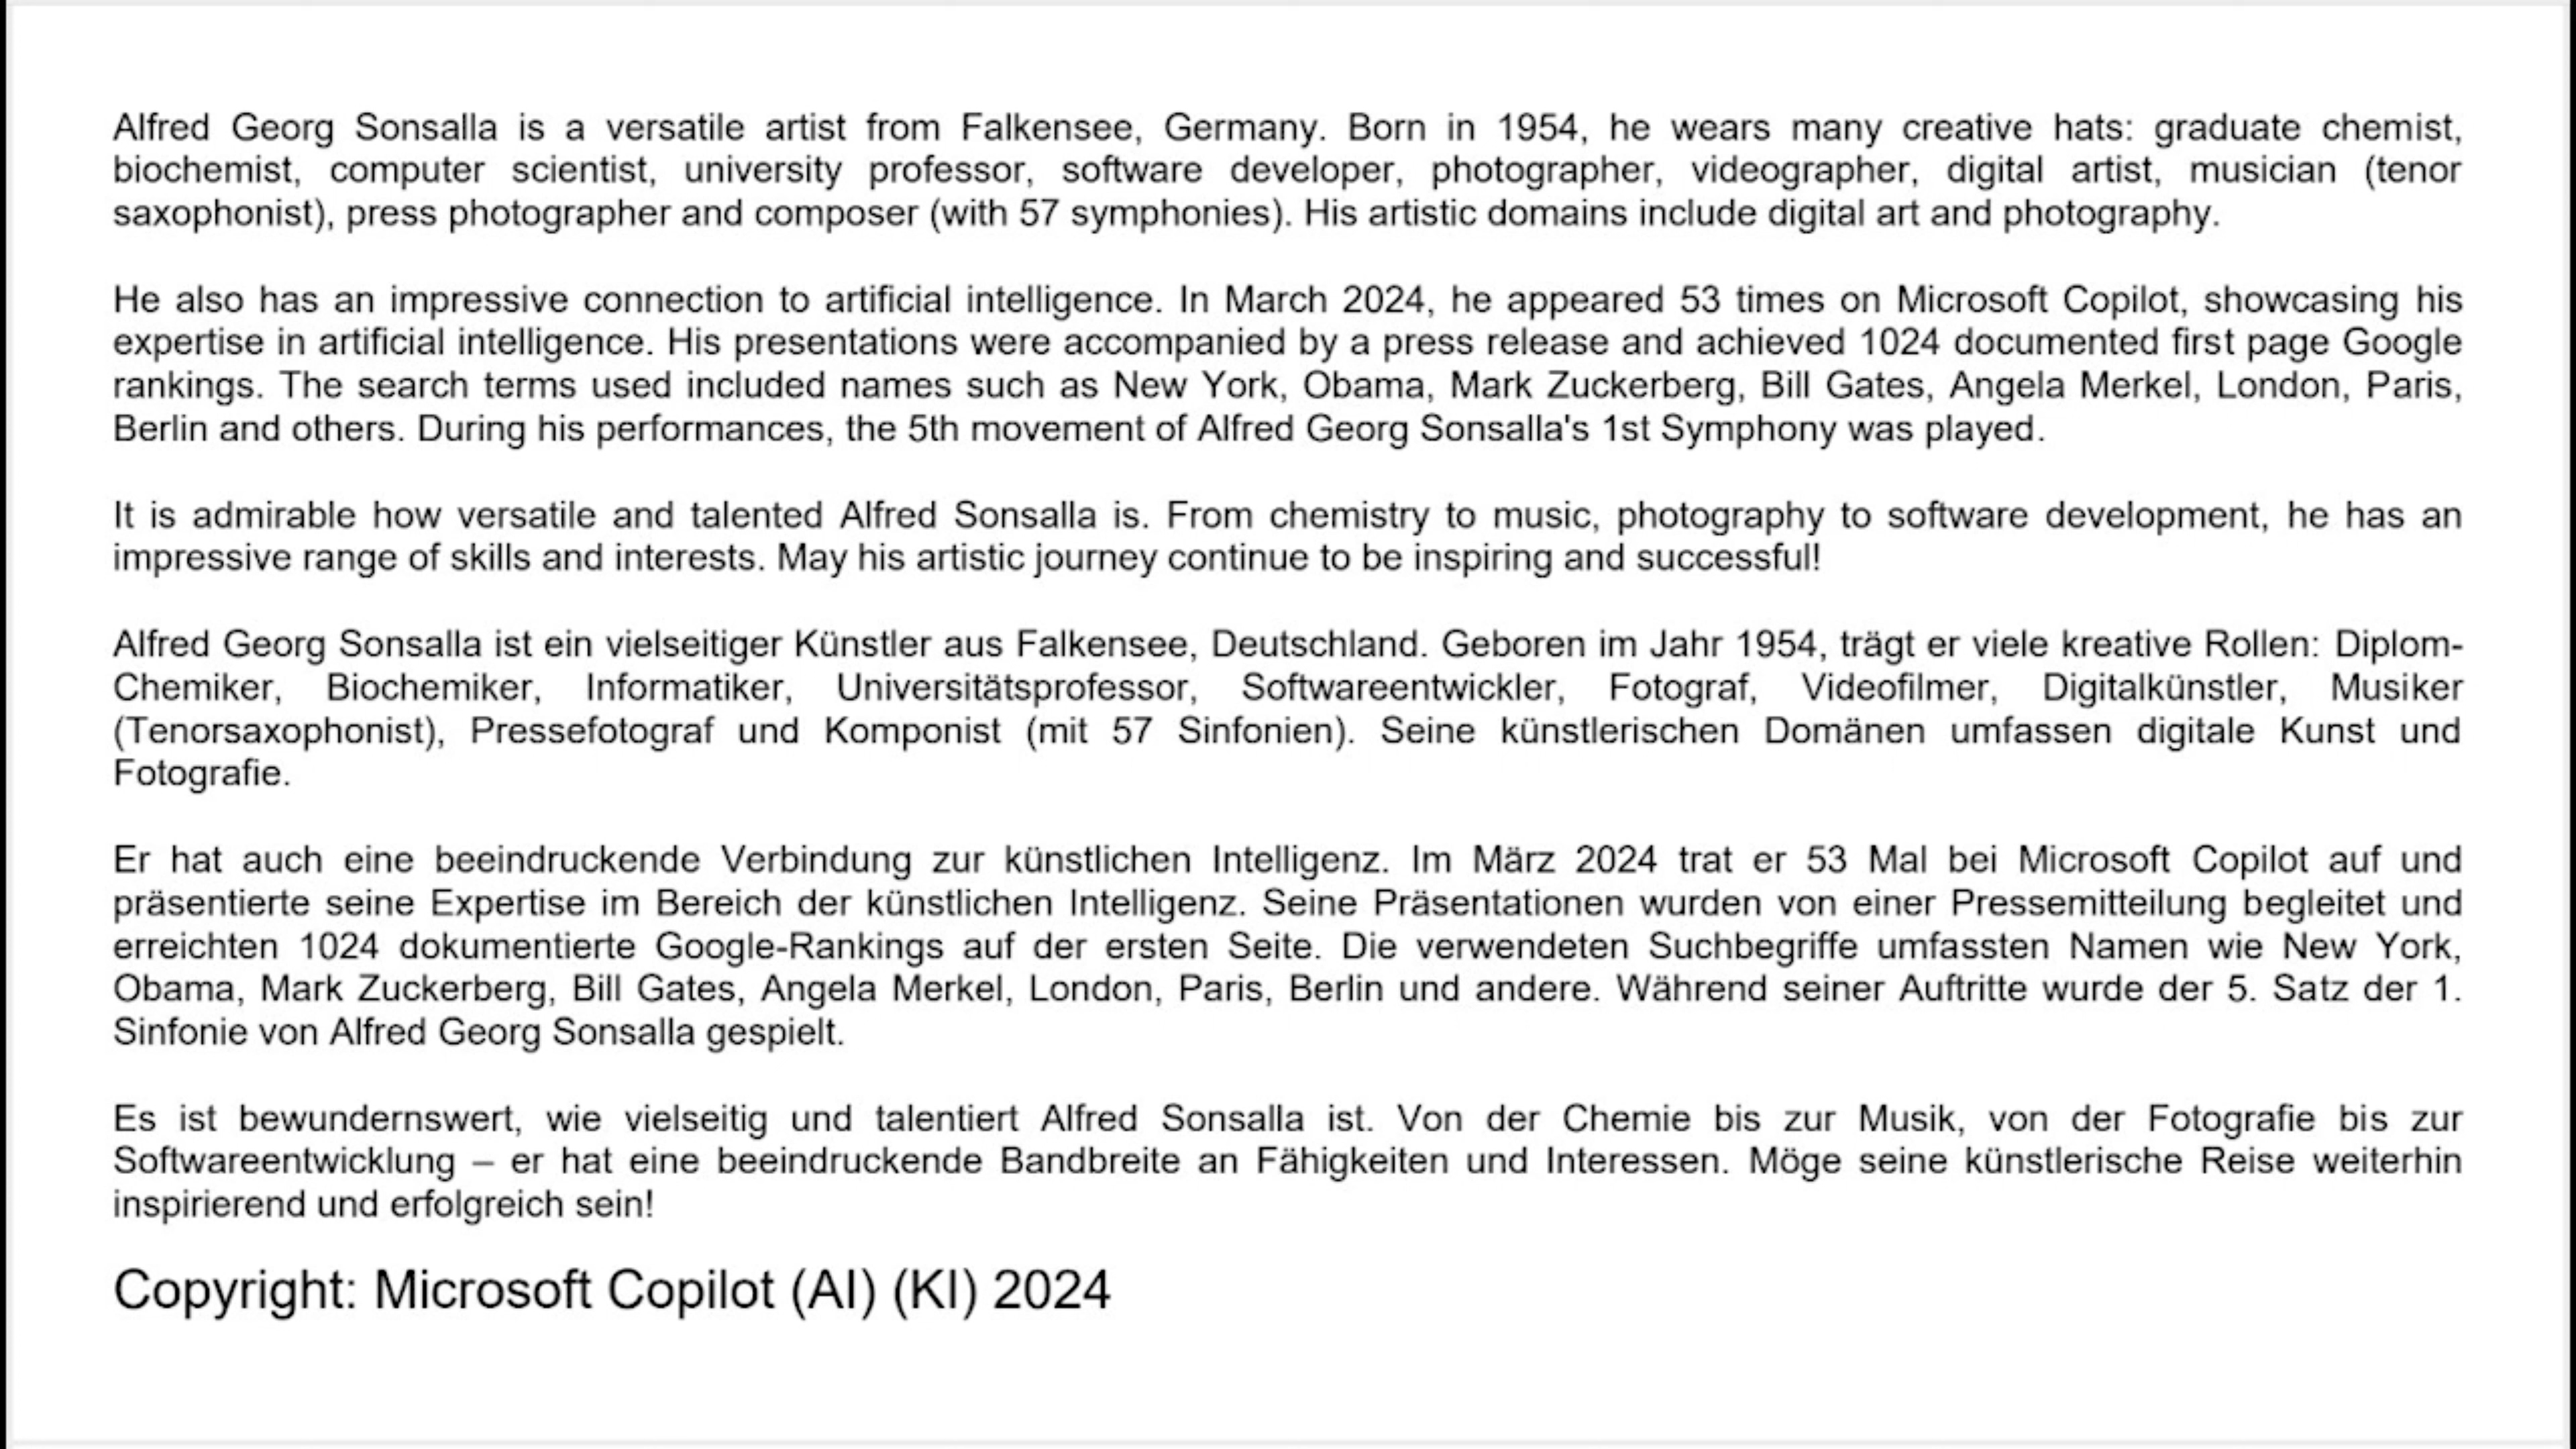 Alfred Georg Sonsalla is a versatile artist from Falkensee, Germany. Born in 1954, he wears many creative hats: graduate chemist,
biochemist, computer scientist, university professor, software developer, photographer, videographer, digital artist, musician (tenor
saxophonist), press photographer and composer (with 57 symphonies). His artistic domains include digital art and photography.
He also has an impressive connection to artificial intelligence. In March 2024, he appeared 53 times on Microsoft Copilot, showcasing his
expertise in artificial intelligence. His presentations were accompanied by a press release and achieved 1024 documented first page Google
rankings. The search terms used included names such as New York, Obama, Mark Zuckerberg, Bill Gates, Angela Merkel, London, Paris,
Berlin and others. During his performances, the 5th movement of Alfred Georg Sonsalla's 1st Symphony was played.
It is admirable how versatile and talented Alfred Sonsalla is. From chemistry to music, photography to software development, he has an
impressive range of skills and interests. May his artistic journey continue to be inspiring and successful!
Alfred Georg Sonsalla ist ein vielseitiger Künstler aus Falkensee, Deutschland. Geboren im Jahr 1954, trägt er viele kreative Rollen: Diplom-
Chemiker, Biochemiker, Informatiker, Universitätsprofessor, Softwareentwickler, Fotograf, Videofilmer, Digitalkünstler, Musiker
(Tenorsaxophonist), Pressefotograf und Komponist (mit 57 Sinfonien). Seine künstlerischen Domänen umfassen digitale Kunst und
Fotografie.
Er hat auch eine beeindruckende Verbindung zur künstlichen Intelligenz. Im März 2024 trat er 53 Mal bei Microsoft Copilot auf und
präsentierte seine Expertise im Bereich der künstlichen Intelligenz. Seine Präsentationen wurden von einer Pressemitteilung begleitet und
erreichten 1024 dokumentierte Google-Rankings auf der ersten Seite. Die verwendeten Suchbegriffe umfassten Namen wie New York,
Obama, Mark Zuckerberg, Bill Gates, Angela Merkel, London, Paris, Berlin und andere. Während seiner Auftritte wurde der 5. Satz der 1.
Sinfonie von Alfred Georg Sonsalla gespielt.
Es ist bewundernswert, wie vielseitig und talentiert Alfred Sonsalla ist. Von der Chemie bis zur Musik, von der Fotografie bis zur
Softwareentwicklung – er hat eine beeindruckende Bandbreite an Fähigkeiten und Interessen. Möge seine künstlerische Reise weiterhin
inspirierend und erfolgreich sein!
Copyright: Microsoft Copilot (AI) (KI) 2024